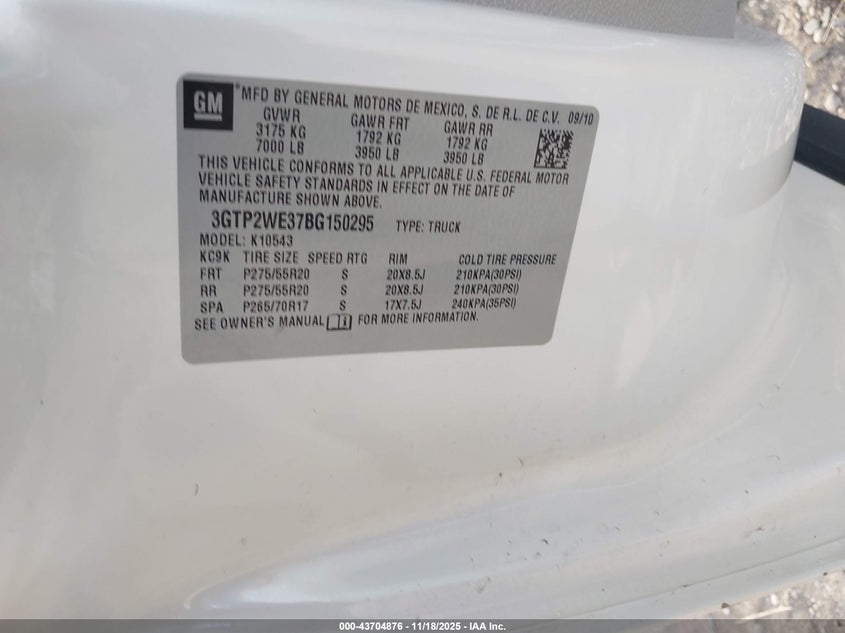 GM
*MFD BY GENERAL MOTORS DE MEXICO, S. DE R.L. DE C.V. 09/10
GVWR GAWR FRT GAWR RR
3175 KG 1792 KG 1792 KG
7000 LB 3950 LB 3950 LB
THIS VEHICLE CONFORMS TO ALL APPLICABLE U.S. FEDERAL MOTOR
VEHICLE SAFETY STANDARDS IN EFFECT ON THE DATE OF
MANUFACTURE SHOWN ABOVE.
3GTP2WE37BG150295 TYPE: TRUCK
MODEL: K10543
KC9K TIRE SIZE SPEED RTG RIM COLD TIRE PRESSURE
FRT P275/55R20 S 20X8.5J 210KPA(30PSI)
RR P275/55R20 S 20X8.5J 210KPA(30PSI)
SPA P265/70R17 S 17X7.5J 240KPA(35PSI)
SEE OWNER'S MANUAL FOR MORE INFORMATION.
000-43704876 - 11/18/2025 - IAA Inc.